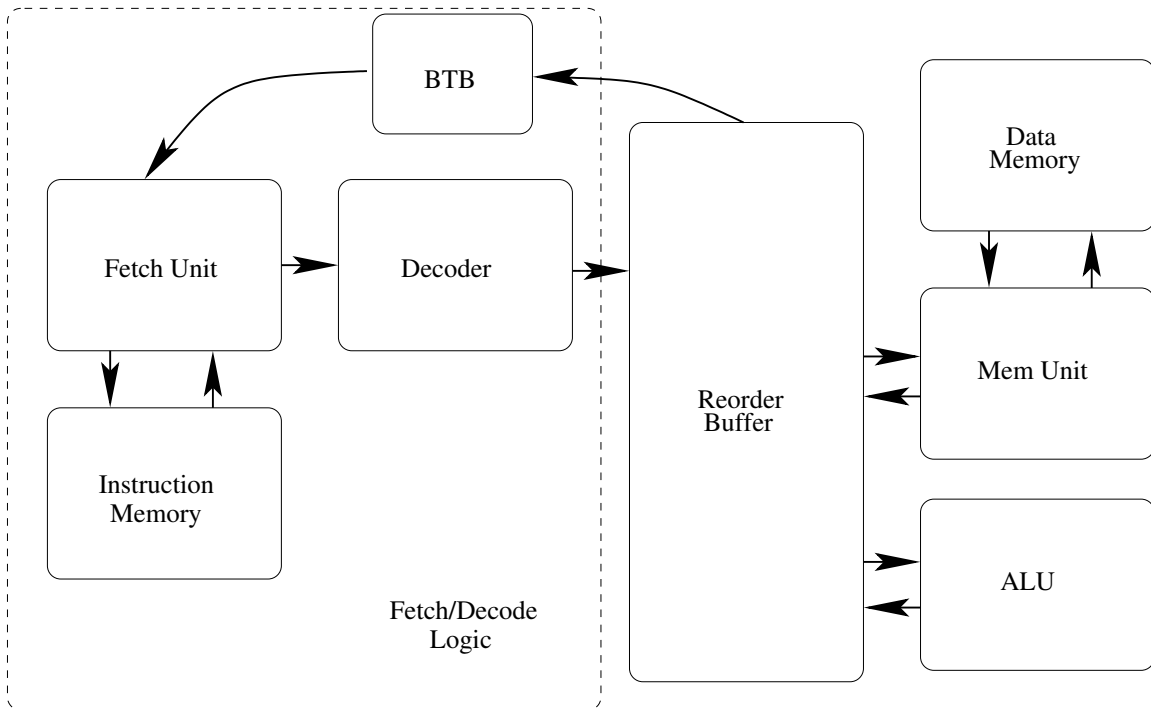 BTB
Data
Memory
Fetch Unit
Decoder
Mem Unit
Reorder
Buffer
Instruction
Memory
ALU
Fetch/Decode
Logic